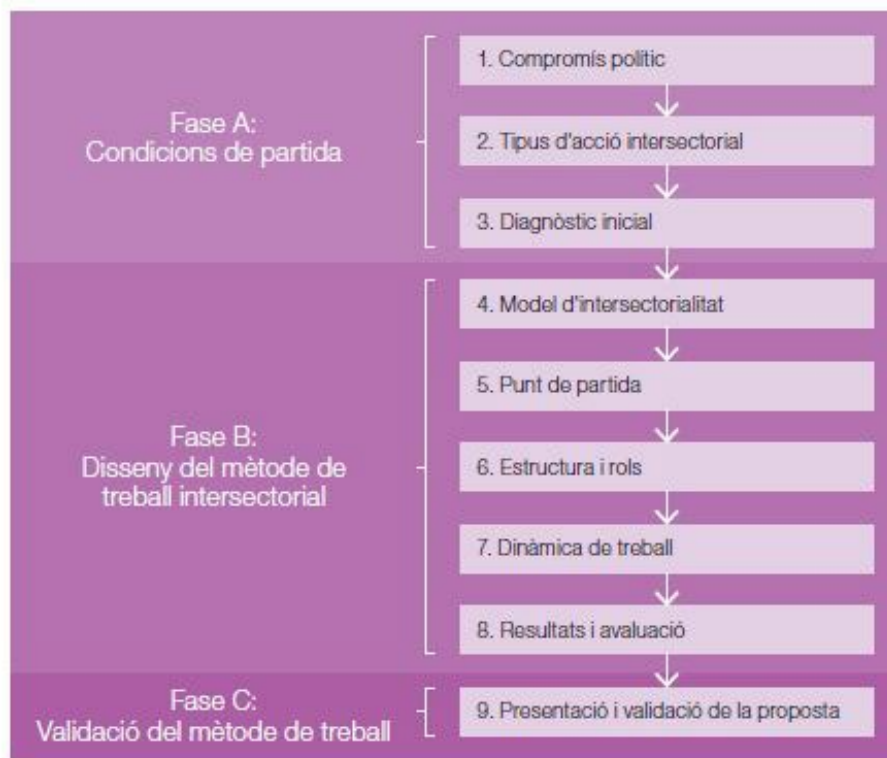 Fase A:
Condicions de partida
1. Compromís polític
2. Tipus d'acció intersectorial
3. Diagnòstic inicial
Fase B:
Disseny del mètode de
treball intersectorial
4. Model d'intersectorialitat
5. Punt de partida
6. Estructura i rols
7. Dinàmica de treball
8. Resultats i avaluació
Fase C:
Validació del mètode de treball
9. Presentació i validació de la proposta